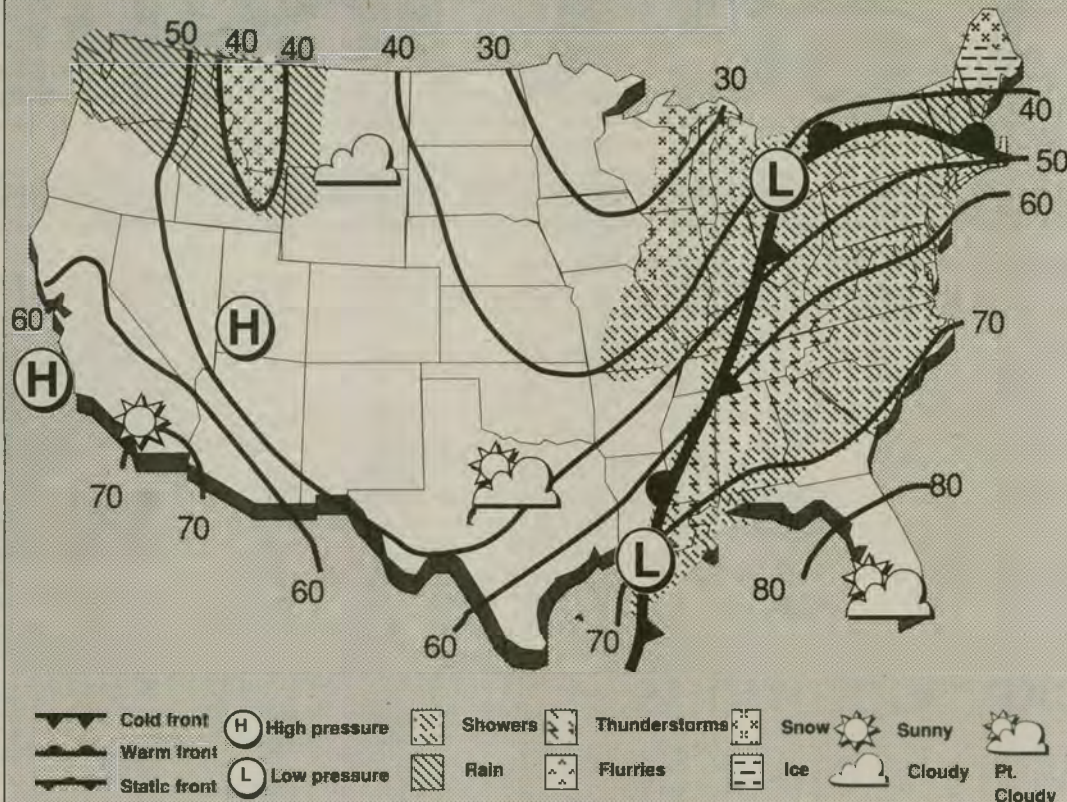 50 40 40 40 30
30
40
50
60
60
H
H
L
70
70
70
60
60
L
70
80
80
Cold front
Warm front
Static front
H High pressure
L Low pressure
Showers
Rain
Thunderstorms
Flurries
Snow
Ice
Sunny
Cloudy
Pt.
Cloudy